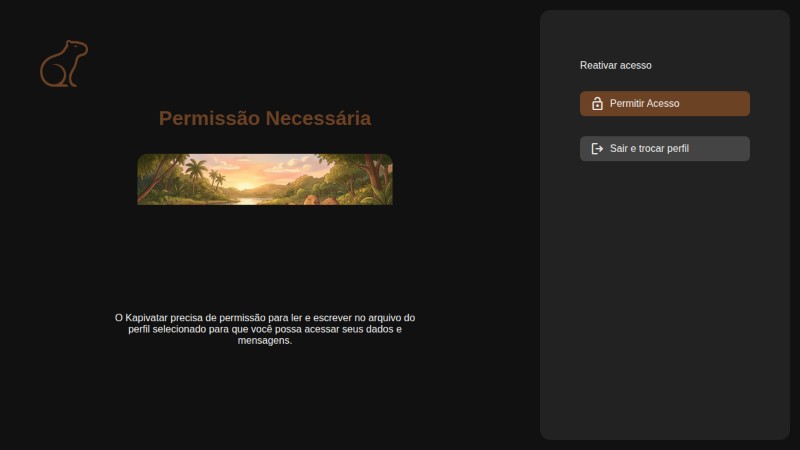 Permissão Necessária
O Kapivatar precisa de permissão para ler e escrever no arquivo do
perfil selecionado para que você possa acessar seus dados e
mensagens.
Reativar acesso
Permitir Acesso
Sair e trocar perfil